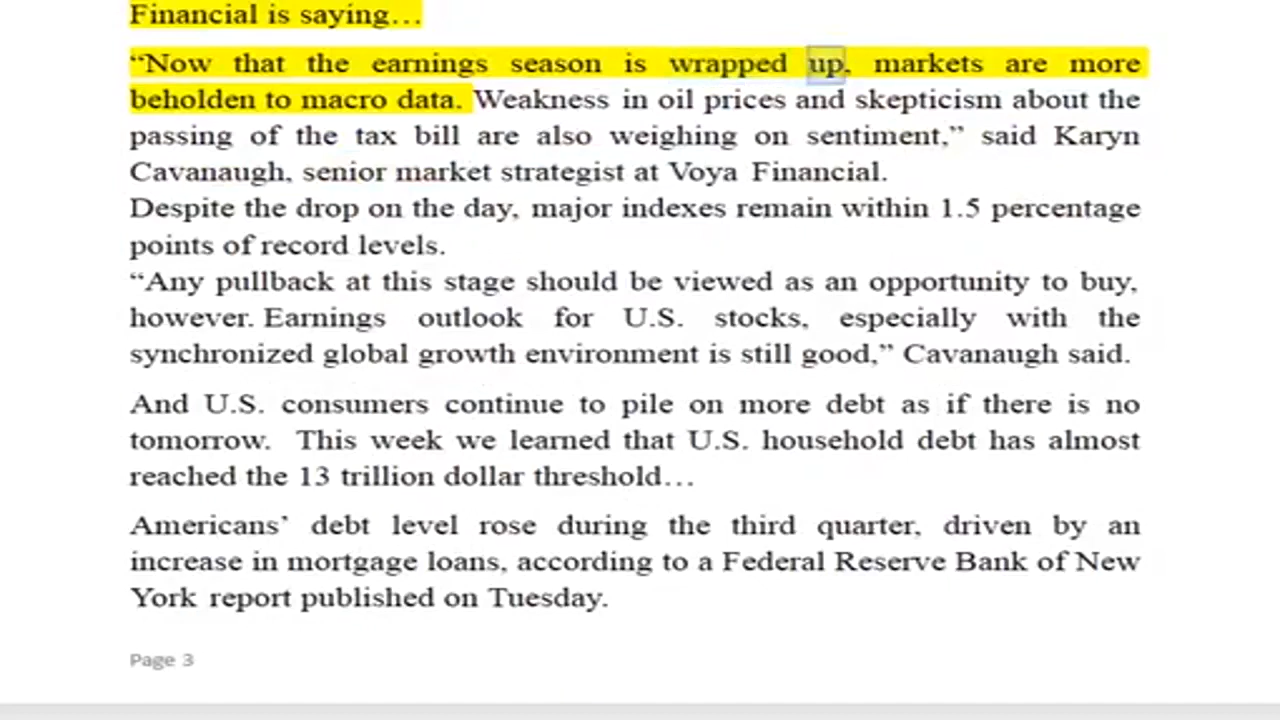 Financial is saying…
“Now that the earnings season is wrapped up, markets are more
beholden to macro data. Weakness in oil prices and skepticism about the
passing of the tax bill are also weighing on sentiment,” said Karyn
Cavanaugh, senior market strategist at Voya Financial.
Despite the drop on the day, major indexes remain within 1.5 percentage
points of record levels.
“Any pullback at this stage should be viewed as an opportunity to buy,
however. Earnings outlook for U.S. stocks, especially with the
synchronized global growth environment is still good,” Cavanaugh said.
And U.S. consumers continue to pile on more debt as if there is no
tomorrow. This week we learned that U.S. household debt has almost
reached the 13 trillion dollar threshold…
Americans’ debt level rose during the third quarter, driven by an
increase in mortgage loans, according to a Federal Reserve Bank of New
York report published on Tuesday.
Page 3